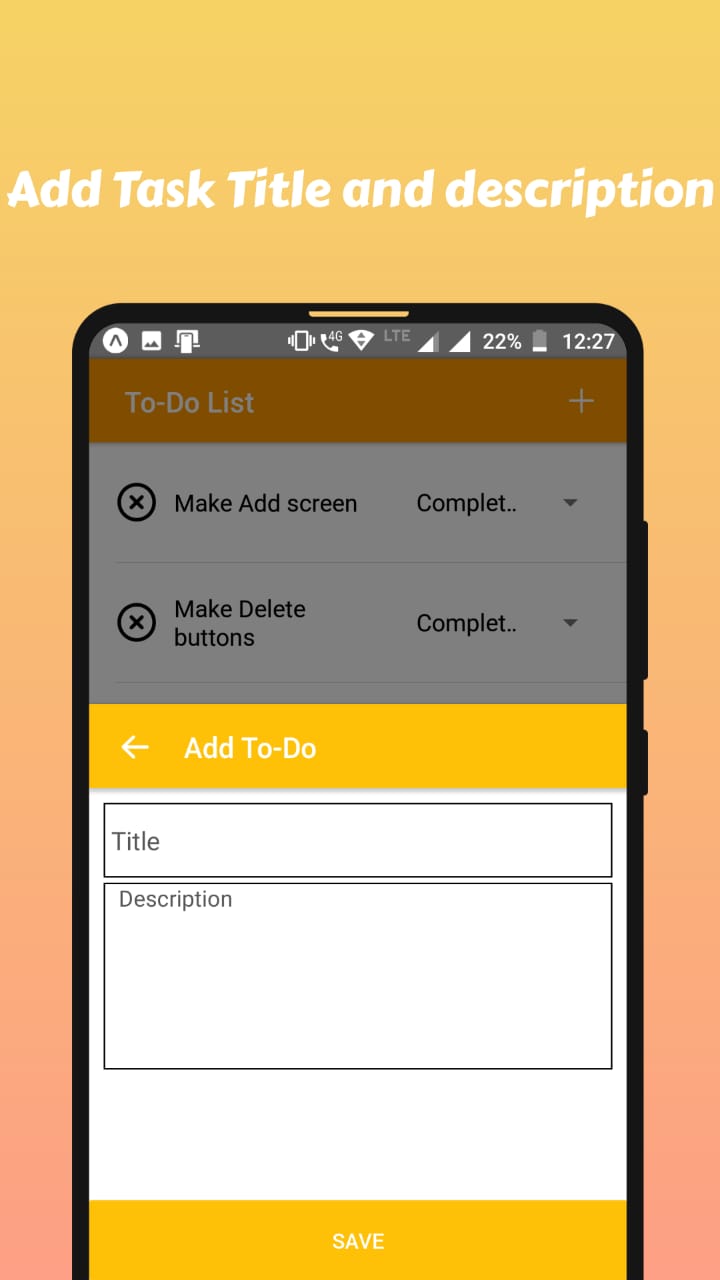 Add Task Title and description
4G LTE 22% 12:27
To-Do List
Make Add screen Complet..
Make Delete
buttons Complet..
Add To-Do
Title
Description
SAVE